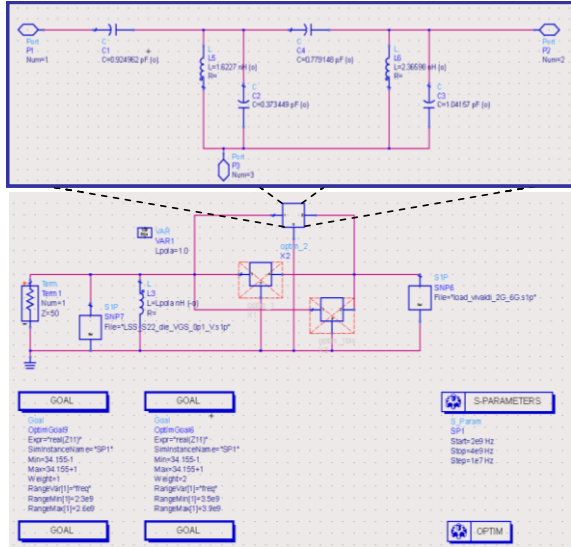 Port
P1
Num=1
C
C1
C=0.924962 pF (o)
L
L5
L=1.6227 nH (o)
R=
C
C2
C=0.373449 pF (o)
C
C4
C=0.779148 pF (o)
L
L6
L=2.36598 nH (o)
R=
C
C3
C=1.04157 pF (o)
Port
P2
Num=2
Port
P3
Num=3
VAR
VAR1
Lpola=1.0
optim_2
X2
Term
Term1
Num=1
Z=50
S1P
SNP7
File="LSS_S22_die_VGS_0p1_V.s1p"
L
L3
L=Lpola nH (-o)
R=
S1P
SNP6
File="load_vivaldi_2G_6G.s1p"
GOAL
Goal
OptimGoal9
Expr="real(Z11)"
SimInstanceName="SP1"
Min=34.155-1
Max=34.155+1
Weight=1
RangeVar[1]="freq"
RangeMin[1]=2.3e9
RangeMax[1]=2.6e9
GOAL
Goal
OptimGoal6
Expr="real(Z11)"
SimInstanceName="SP1"
Min=34.155-1
Max=34.155+1
Weight=2
RangeVar[1]="freq"
RangeMin[1]=3.5e9
RangeMax[1]=3.9e9
S-PARAMETERS
S_Param
SP1
Start=2e9 Hz
Stop=4e9 Hz
Step=1e7 Hz
GOAL
GOAL
OPTIM